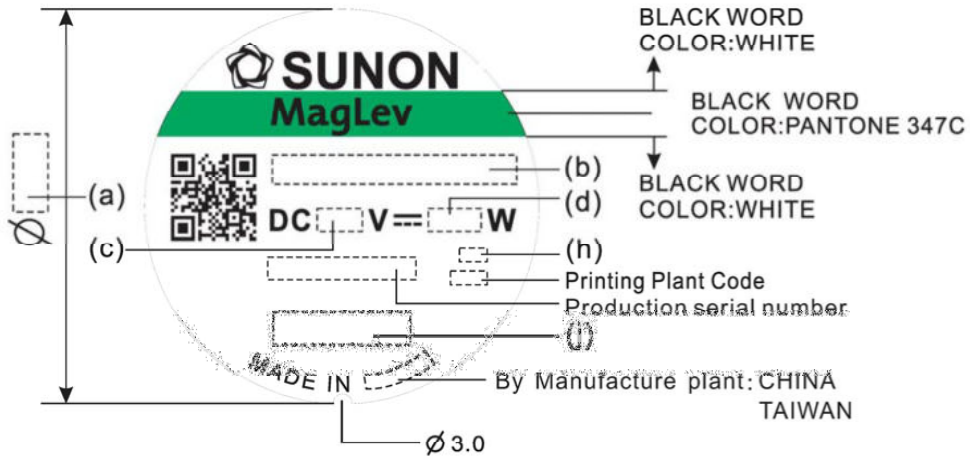 BLACK WORD
COLOR:WHITE
SUNON
MagLev
BLACK WORD
COLOR:PANTONE 347C
(a)
(b)
BLACK WORD
COLOR:WHITE
(d)
DC V W
(c)
(h)
Printing Plant Code
Production serial number
MADE IN
By Manufacture plant: CHINA
TAIWAN
Ø
Ø 3.0